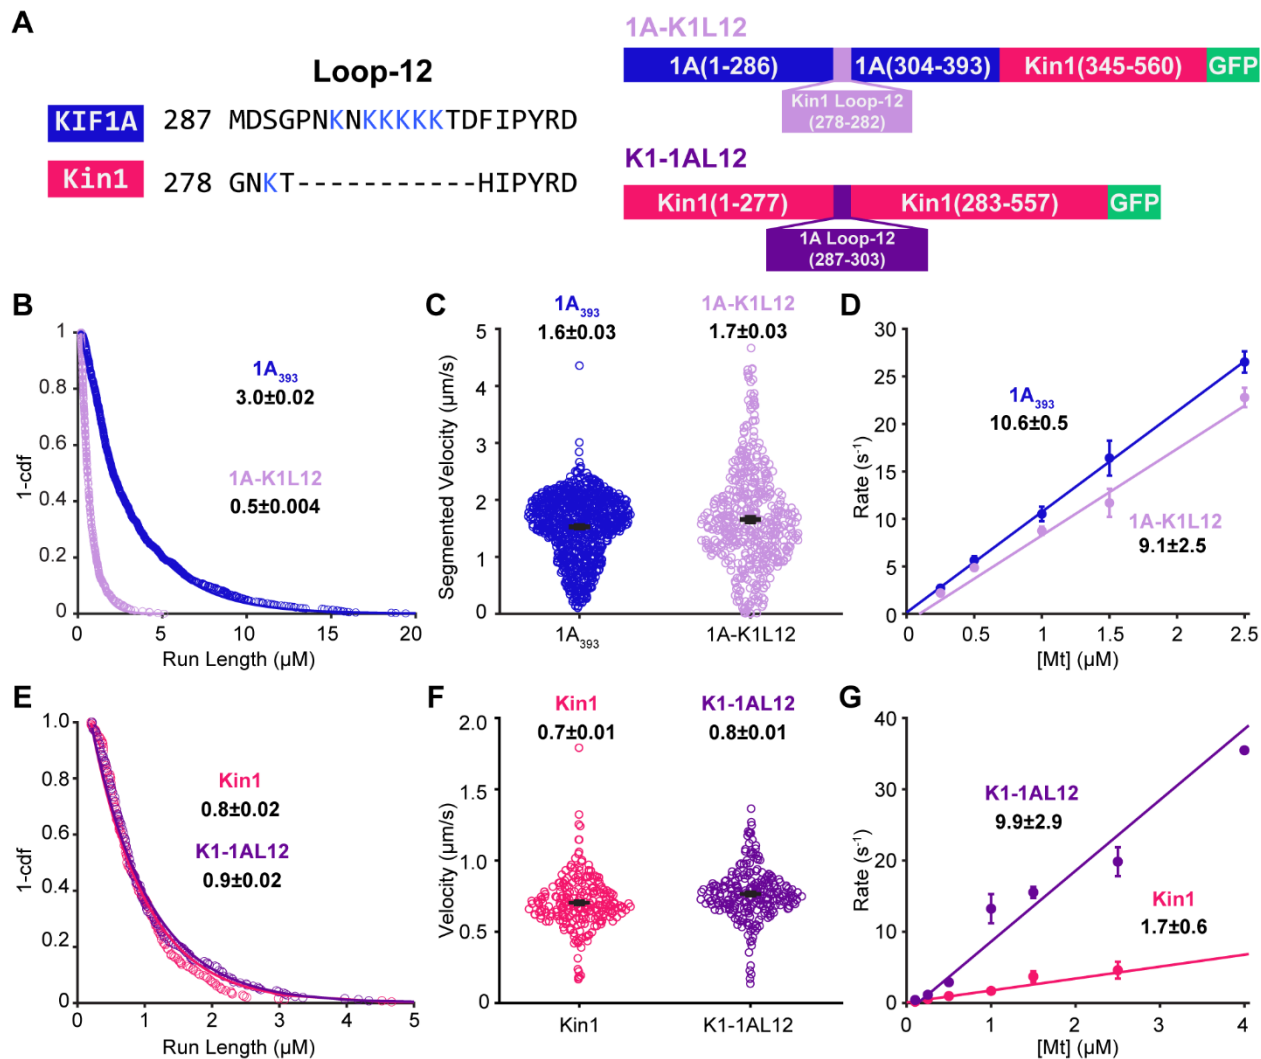 A
Loop-12
KIF1A 287 MDSGPNKNKKKKKTDFIPYRD
Kin1 278 GNKT-----------HIPYRD
1A-K1L12
1A(1-286) 1A(304-393) Kin1(345-560) GFP
Kin1 Loop-12
(278-282)
K1-1AL12
Kin1(1-277) Kin1(283-557) GFP
1A Loop-12
(287-303)
B
1-cdf
1
0.8
0.6
0.4
0.2
0
1A393
3.0±0.02
1A-K1L12
0.5±0.004
0 5 10 15 20
Run Length (µM)
C
Segmented Velocity (µm/s)
5
4
3
2
1
0
1A393 1A-K1L12
1.6±0.03 1.7±0.03
1A393 1A-K1L12
D
Rate (s-1)
30
25
20
15
10
5
0
1A393
10.6±0.5
1A-K1L12
9.1±2.5
0 0.5 1 1.5 2 2.5
[Mt] (µM)
E
1-cdf
1.0
0.8
0.6
0.4
0.2
0
Kin1
0.8±0.02
K1-1AL12
0.9±0.02
0 1 2 3 4 5
Run Length (µM)
F
Velocity (µm/s)
2.0
1.5
1.0
0.5
0
Kin1 K1-1AL12
0.7±0.01 0.8±0.01
Kin1 K1-1AL12
G
Rate (s-1)
40
30
20
10
0
K1-1AL12
9.9±2.9
Kin1
1.7±0.6
0 1 2 3 4
[Mt] (µM)